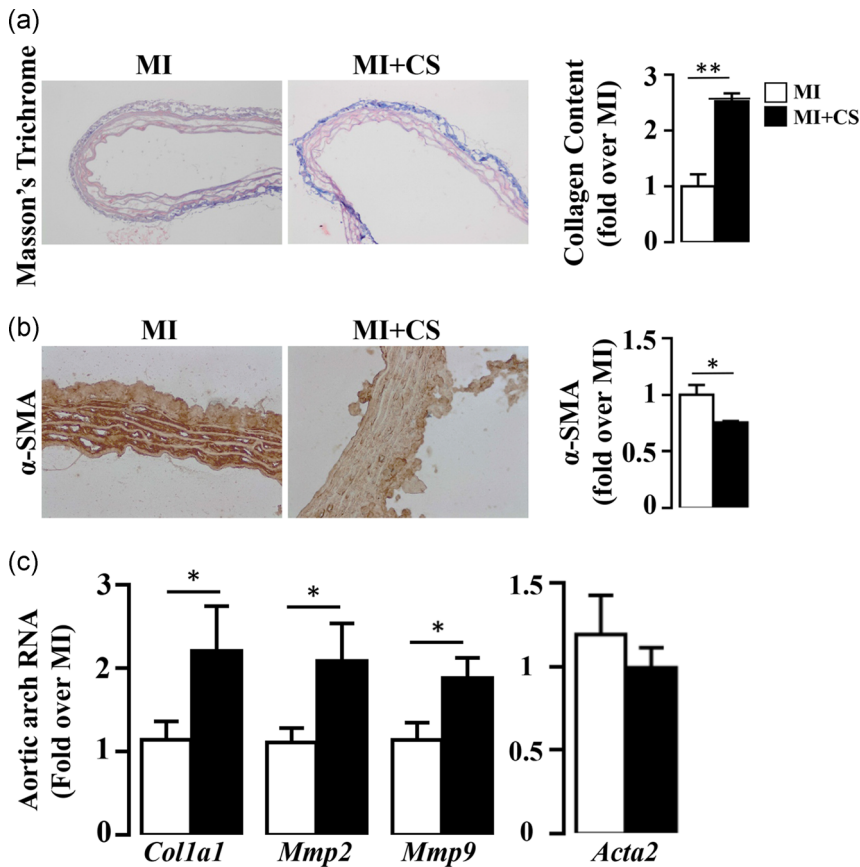 (a)
MI
MI+CS
Masson's Trichrome
Collagen Content
(fold over MI)
3
2
1
0
**
MI
MI+CS
(b)
MI
MI+CS
α-SMA
α-SMA
(fold over MI)
1.5
1
0.5
0
*
(c)
Aortic arch RNA
(Fold over MI)
3
2
1
0
*
*
*
Col1a1
Mmp2
Mmp9
1.5
1
0.5
0
Acta2